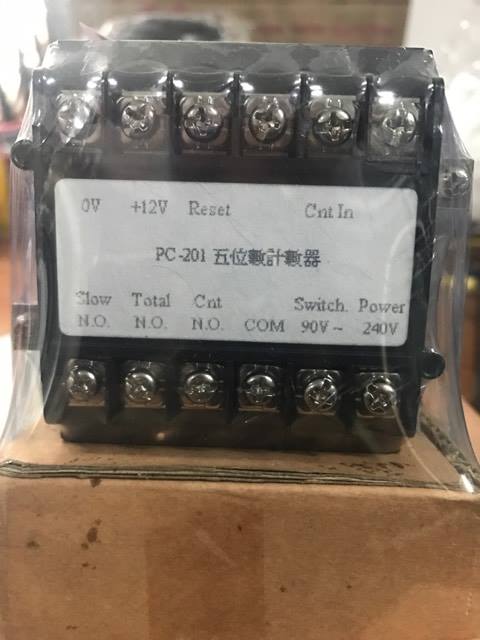 0V +12V Reset Cnt In
PC-201 五位數計數器
Slow Total Cnt Switch. Power
N.O. N.O. N.O. COM 90V~ 240V